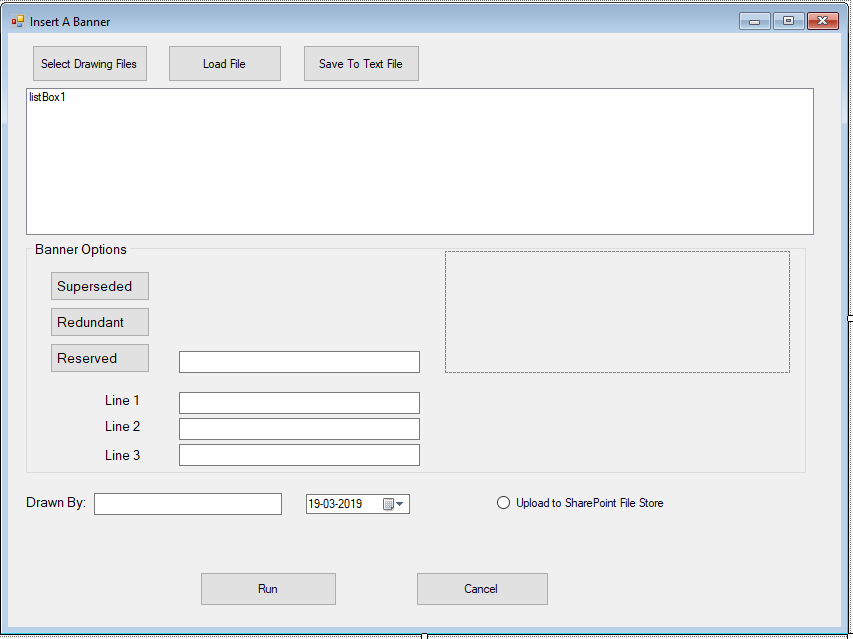 Insert A Banner
Select Drawing Files Load File Save To Text File
listBox1
Banner Options
Superseded
Redundant
Reserved
Line 1
Line 2
Line 3
Drawn By: 19-03-2019 Upload to SharePoint File Store
Run Cancel